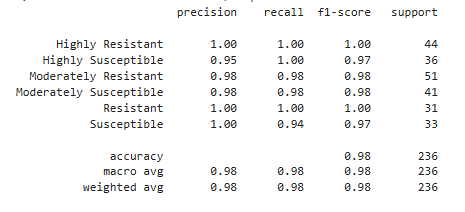 precision recall f1-score support
Highly Resistant 1.00 1.00 1.00 44
Highly Susceptible 0.95 1.00 0.97 36
Moderately Resistant 0.98 0.98 0.98 51
Moderately Susceptible 0.98 0.98 0.98 41
Resistant 1.00 1.00 1.00 31
Susceptible 1.00 0.94 0.97 33
accuracy 0.98 236
macro avg 0.98 0.98 0.98 236
weighted avg 0.98 0.98 0.98 236